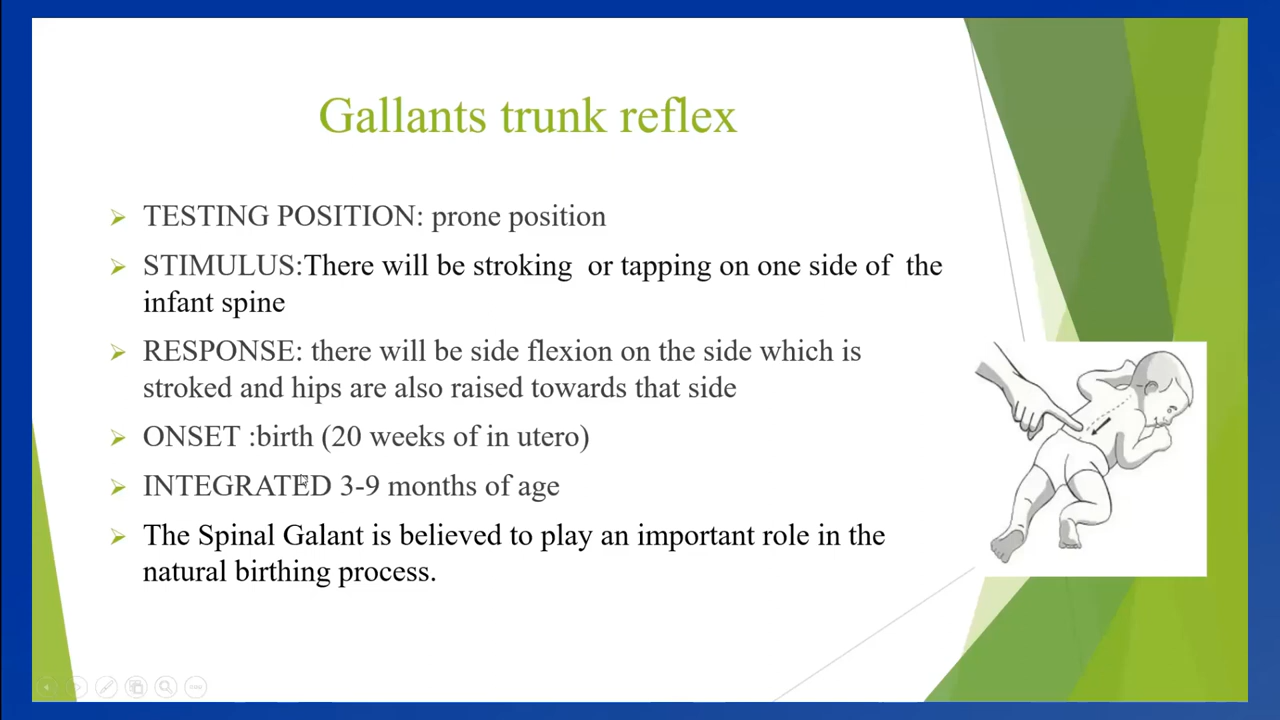 Gallants trunk reflex
TESTING POSITION: prone position
STIMULUS:There will be stroking or tapping on one side of the
infant spine
RESPONSE: there will be side flexion on the side which is
stroked and hips are also raised towards that side
ONSET :birth (20 weeks of in utero)
INTEGRATED 3-9 months of age
The Spinal Galant is believed to play an important role in the
natural birthing process.